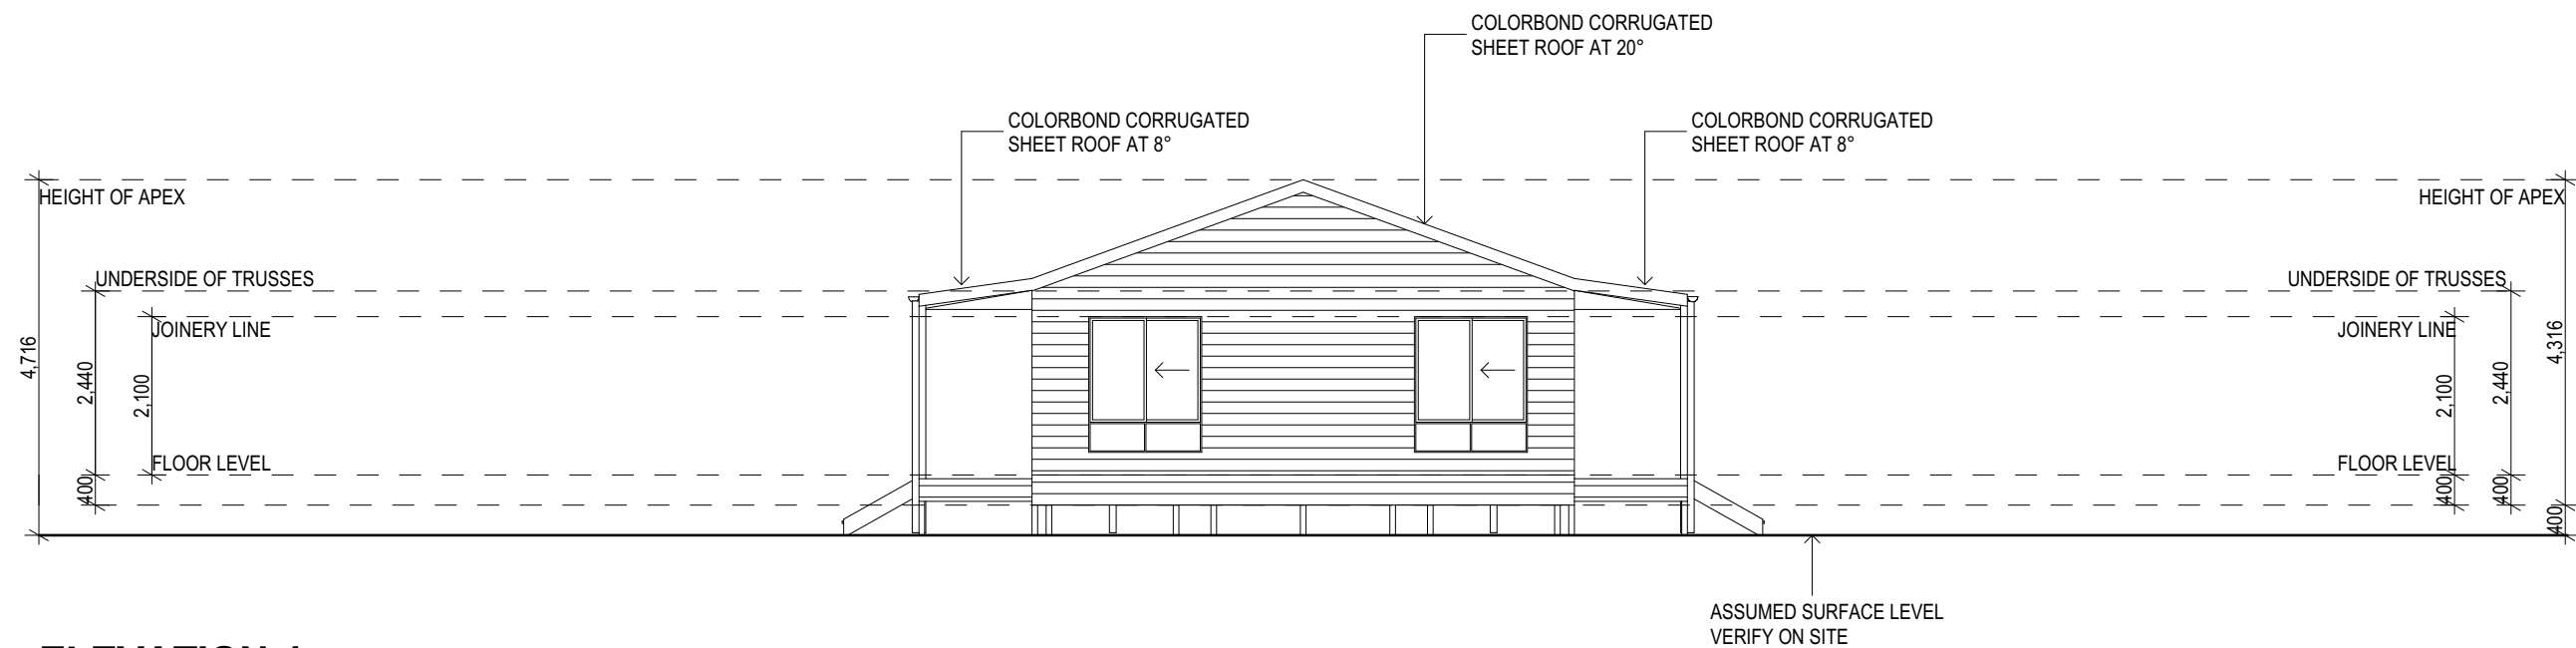 COLORBOND CORRUGATED
SHEET ROOF AT 20°
COLORBOND CORRUGATED
SHEET ROOF AT 8°
COLORBOND CORRUGATED
SHEET ROOF AT 8°
HEIGHT OF APEX
HEIGHT OF APEX
UNDERSIDE OF TRUSSES
UNDERSIDE OF TRUSSES
JOINERY LINE
JOINERY LINE
4,716
2,440
2,100
2,100
2,440
4,316
FLOOR LEVEL
FLOOR LEVEL
400
400
400
400
ASSUMED SURFACE LEVEL
VERIFY ON SITE